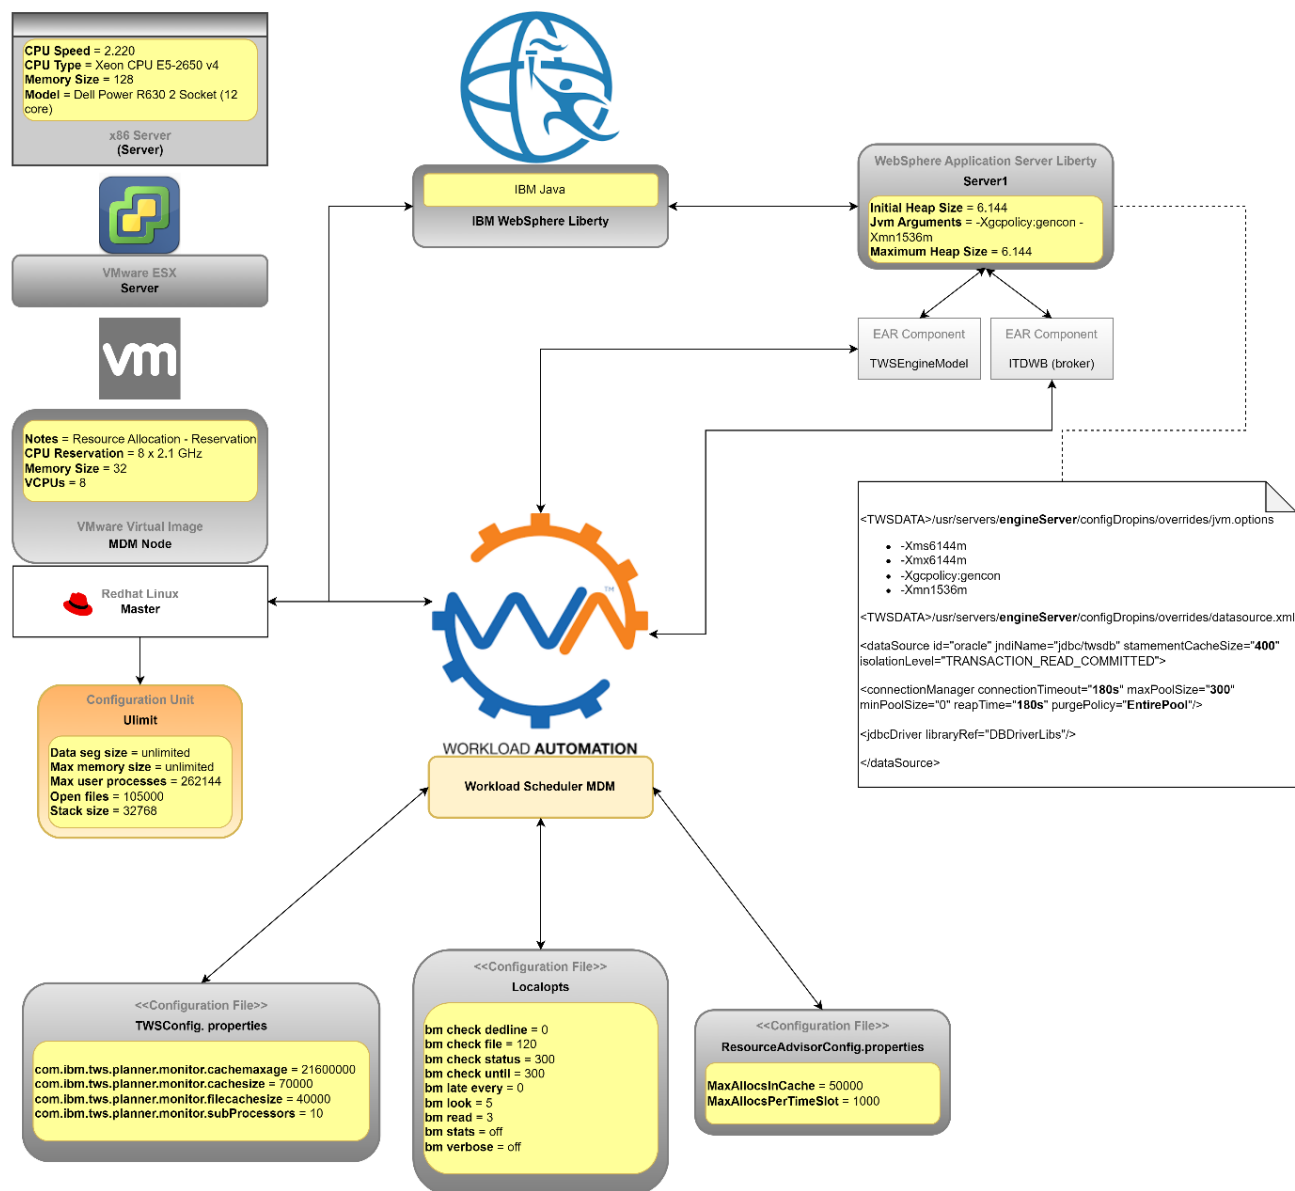 CPU Speed = 2.220
CPU Type = Xeon CPU E5-2650 v4
Memory Size = 128
Model = Dell Power R630 2 Socket (12
core)
x86 Server
(Server)
VMware ESX
Server
vm
Notes = Resource Allocation - Reservation
CPU Reservation = 8 x 2.1 GHz
Memory Size = 32
VCPUs = 8
VMware Virtual Image
MDM Node
Redhat Linux
Master
Configuration Unit
Ulimit
Data seg size = unlimited
Max memory size = unlimited
Max user processes = 262144
Open files = 105000
Stack size = 32768
IBM Java
IBM WebSphere Liberty
WebSphere Application Server Liberty
Server1
Initial Heap Size = 6.144
Jvm Arguments = -Xgcpolicy:gencon -
Xmn1536m
Maximum Heap Size = 6.144
EAR Component
TWSEngineModel
EAR Component
ITDWB (broker)
<TWSDATA>/usr/servers/engineServer/configDropins/overrides/jvm.options
• -Xms6144m
• -Xmx6144m
• -Xgcpolicy:gencon
• -Xmn1536m
<TWSDATA>/usr/servers/engineServer/configDropins/overrides/datasource.xml
<dataSource id="oracle" jndiName="jdbc/twsdb" stamementCacheSize="400"
isolationLevel="TRANSACTION_READ_COMMITTED">
<connectionManager connectionTimeout="180s" maxPoolSize="300"
minPoolSize="0" reapTime="180s" purgePolicy="EntirePool"/>
<jdbcDriver libraryRef="DBDriverLibs"/>
</dataSource>
WA™
WORKLOAD AUTOMATION
Workload Scheduler MDM
<<Configuration File>>
TWSConfig. properties
com.ibm.tws.planner.monitor.cachemaxage = 21600000
com.ibm.tws.planner.monitor.cachesize = 70000
com.ibm.tws.planner.monitor.filecachesize = 40000
com.ibm.tws.planner.monitor.subProcessors = 10
<<Configuration File>>
Localopts
bm check dedline = 0
bm check file = 120
bm check status = 300
bm check until = 300
bm late every = 0
bm look = 5
bm read = 3
bm stats = off
bm verbose = off
<<Configuration File>>
ResourceAdvisorConfig.properties
MaxAllocsInCache = 50000
MaxAllocsPerTimeSlot = 1000